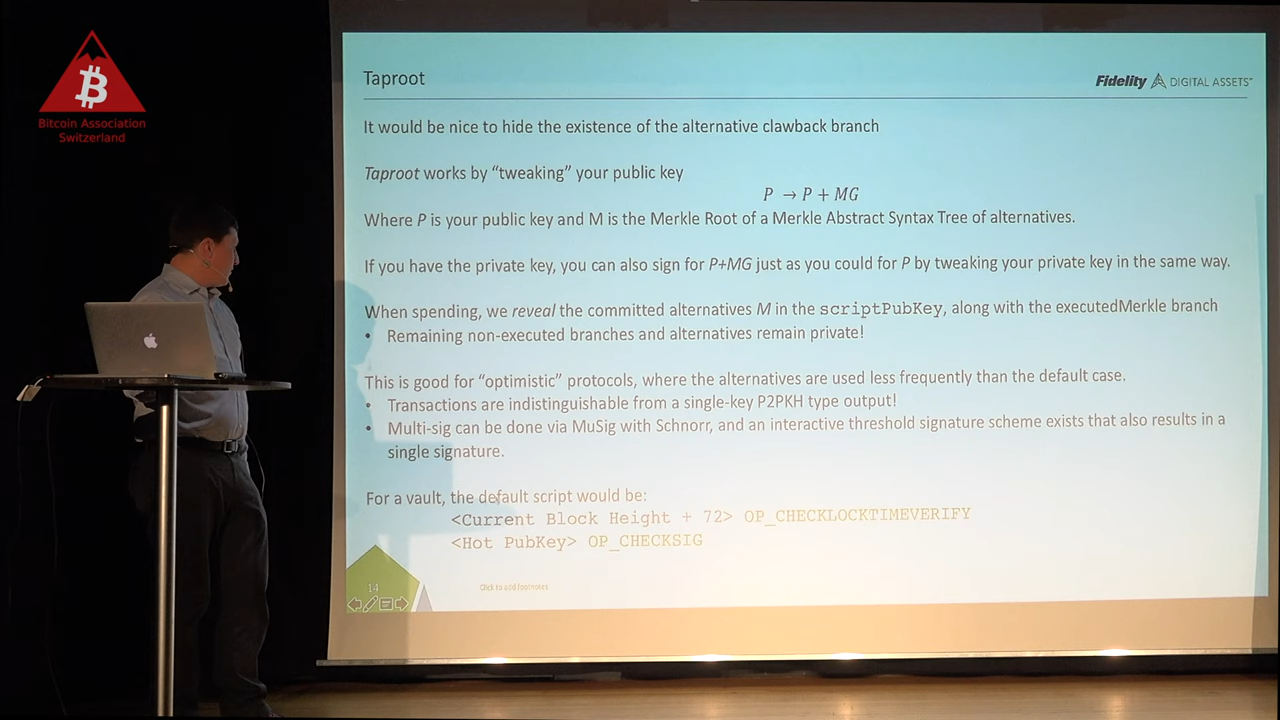 Bitcoin Association
Switzerland
Taproot
Fidelity DIGITAL ASSETS℠
It would be nice to hide the existence of the alternative clawback branch
Taproot works by “tweaking” your public key
P → P + MG
Where P is your public key and M is the Merkle Root of a Merkle Abstract Syntax Tree of alternatives.
If you have the private key, you can also sign for P+MG just as you could for P by tweaking your private key in the same way.
When spending, we reveal the committed alternatives M in the scriptPubKey, along with the executedMerkle branch
• Remaining non-executed branches and alternatives remain private!
This is good for “optimistic” protocols, where the alternatives are used less frequently than the default case.
• Transactions are indistinguishable from a single-key P2PKH type output!
• Multi-sig can be done via MuSig with Schnorr, and an interactive threshold signature scheme exists that also results in a
single signature.
For a vault, the default script would be:
<Current Block Height + 72> OP_CHECKLOCKTIMEVERIFY
<Hot PubKey> OP_CHECKSIG
14
Click to add footnotes